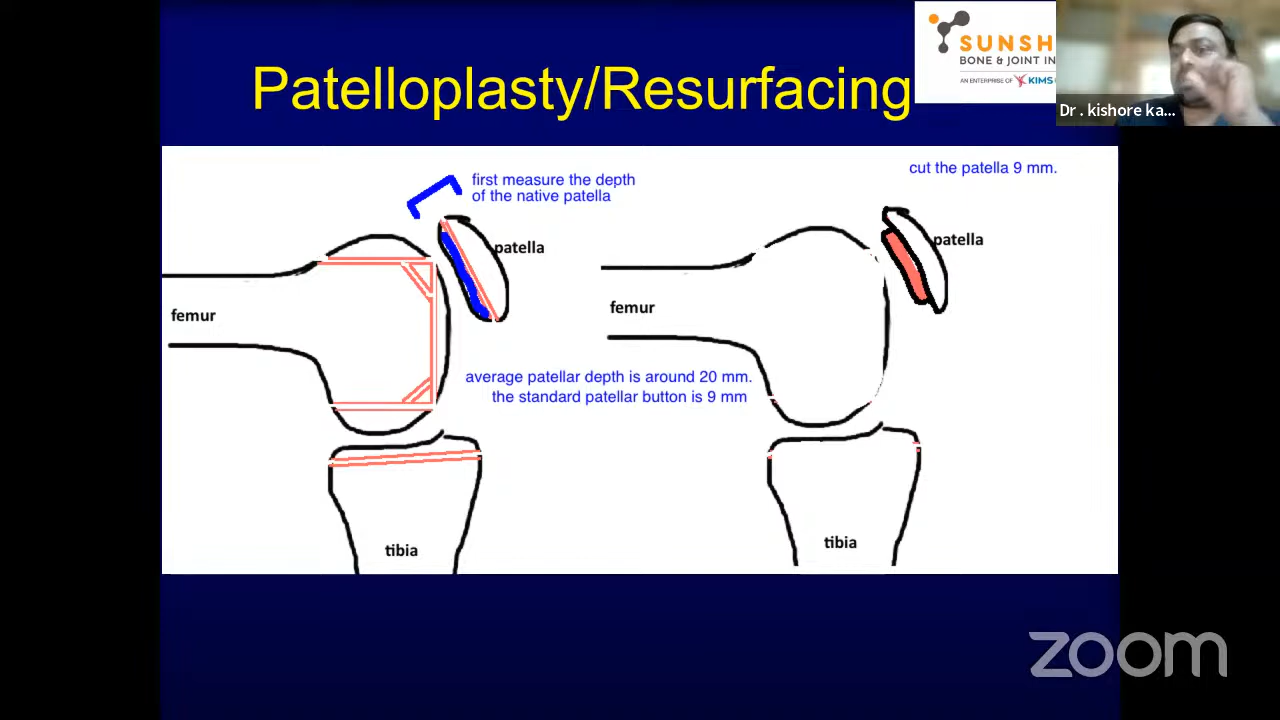 Patelloplasty/Resurfacing
SUNSH
BONE & JOINT IN
AN ENTERPRISE OF KIMS
Dr . kishore ka...
first measure the depth
of the native patella
patella
femur
average patellar depth is around 20 mm.
the standard patellar button is 9 mm
tibia
cut the patella 9 mm.
patella
femur
tibia
zoom